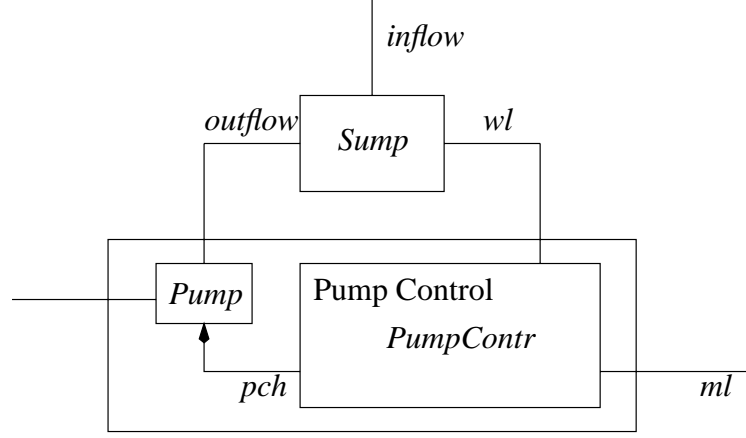 inflow
outflow
wl
Sump
Pump
Pump Control
PumpContr
pch
ml